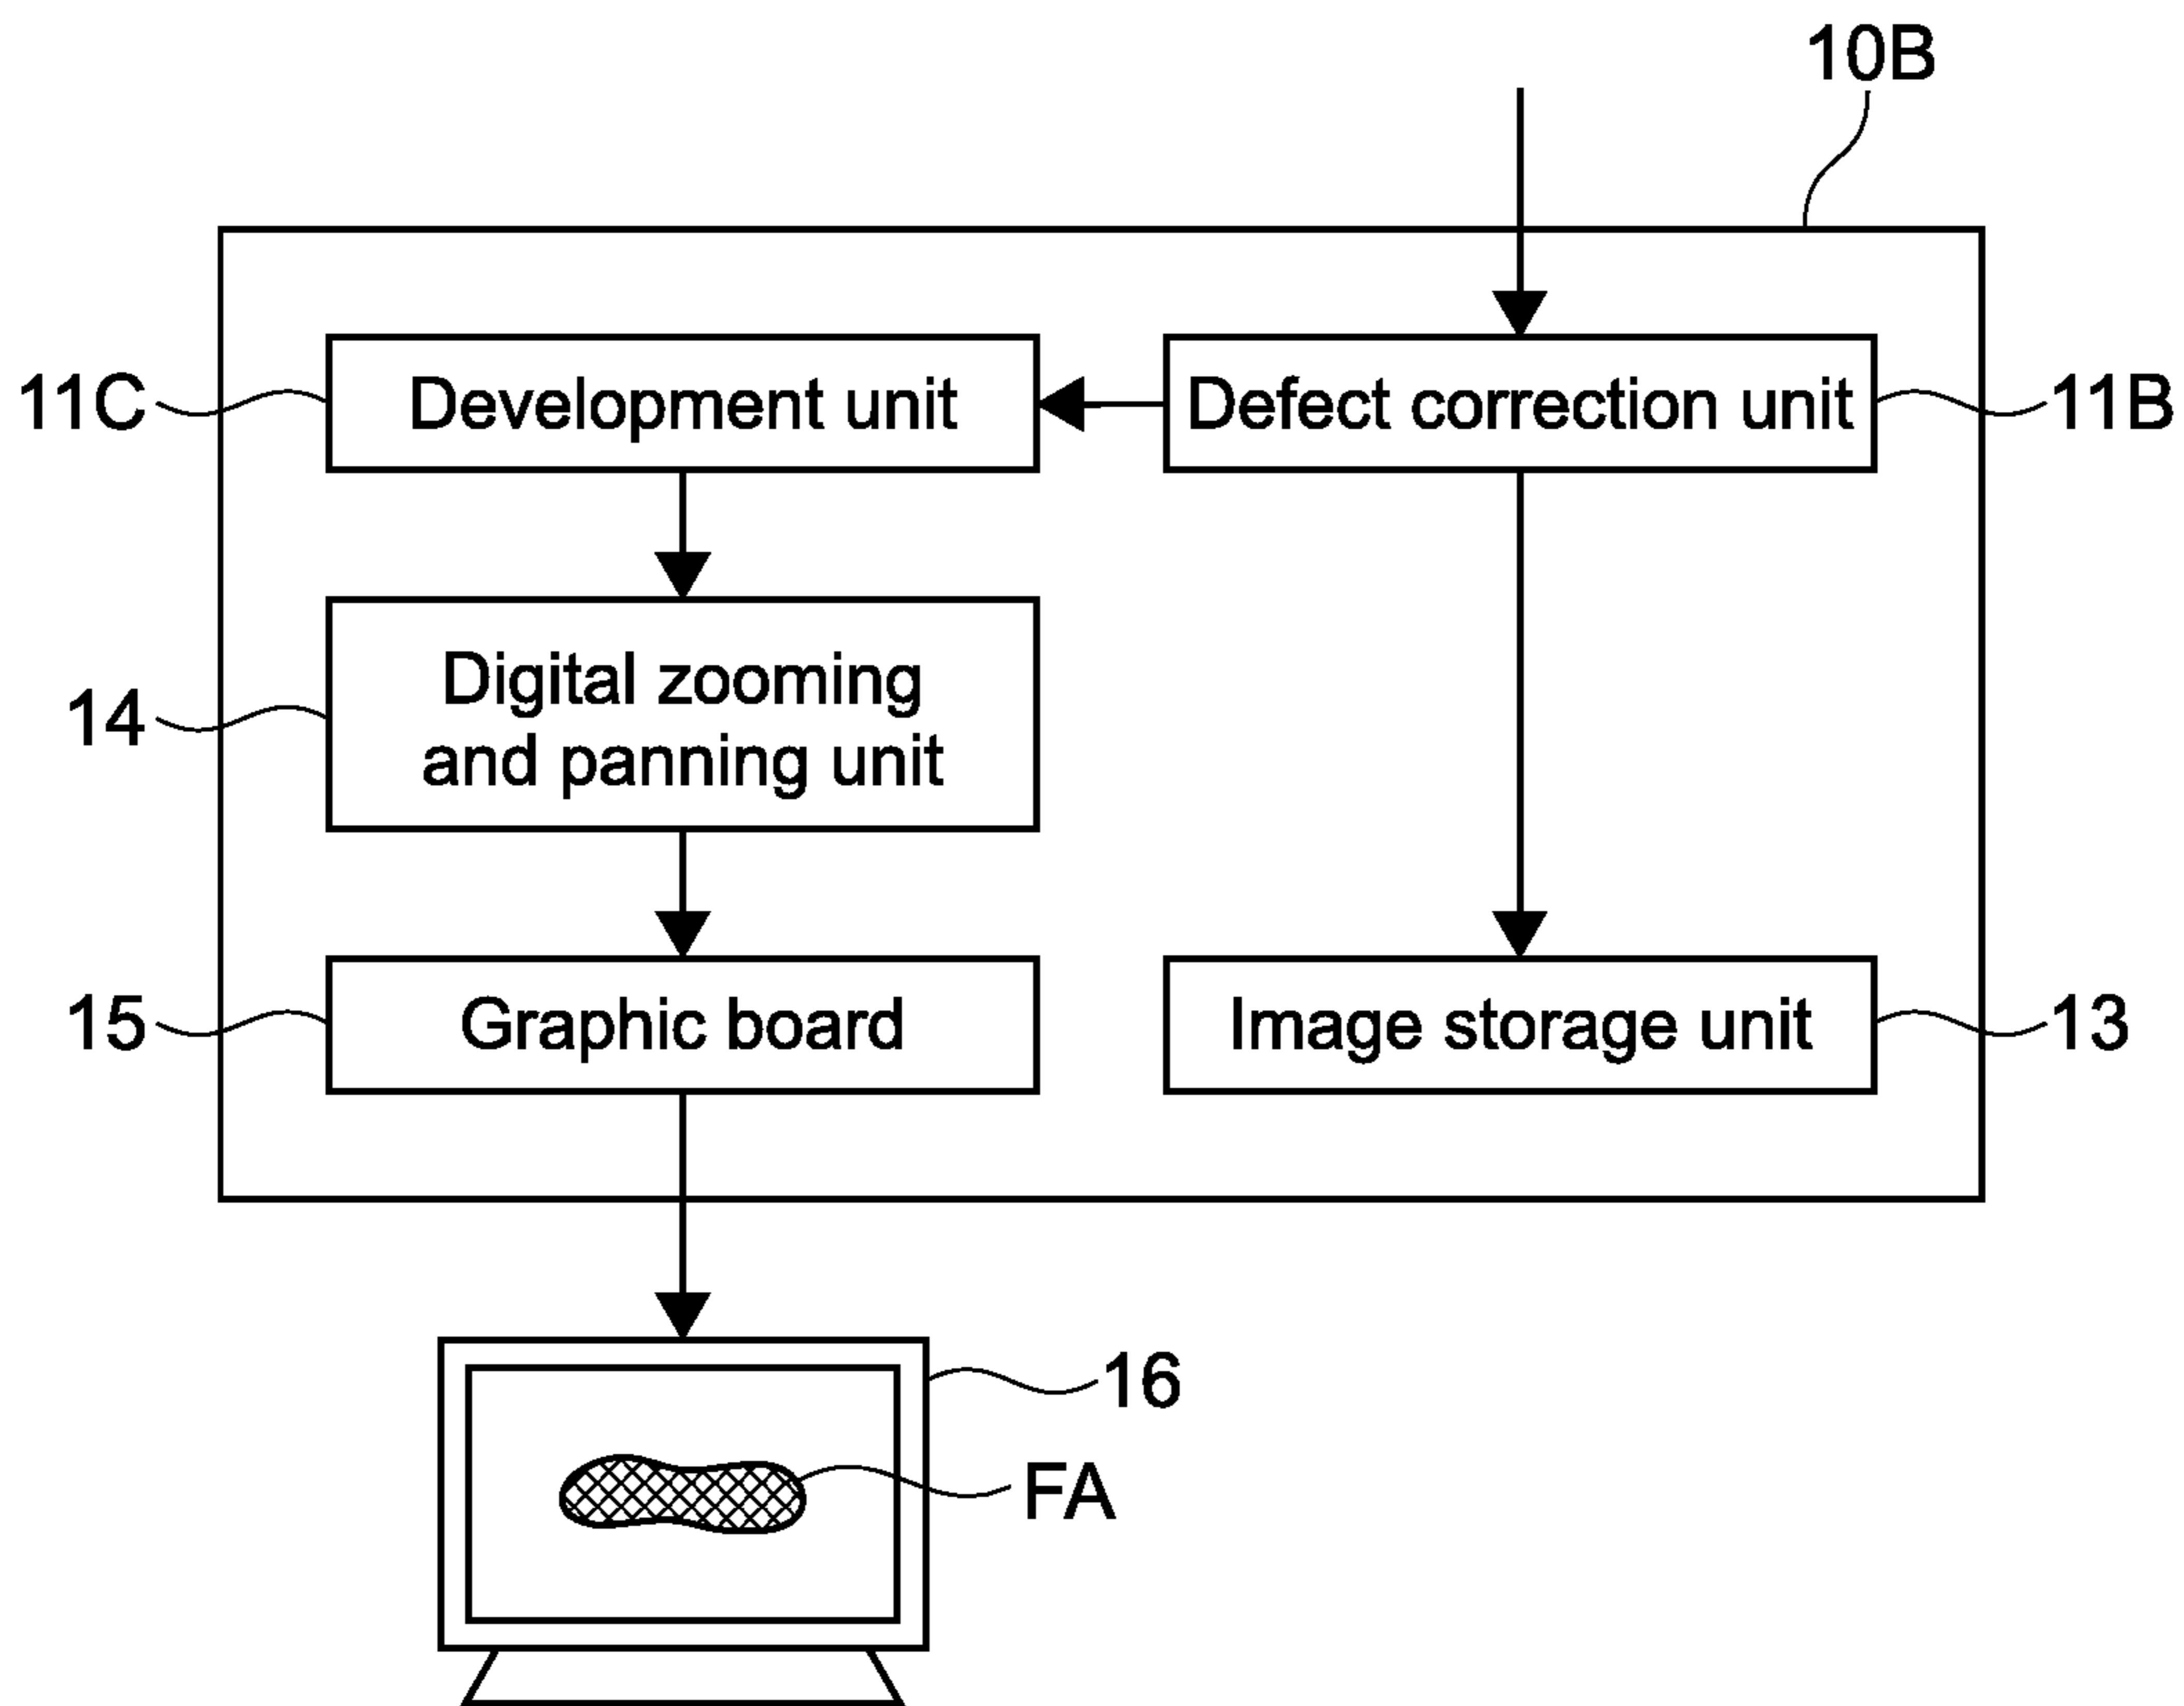 10B
11C
Development unit
Defect correction unit
11B
14
Digital zooming
and panning unit
15
Graphic board
Image storage unit
13
16
FA